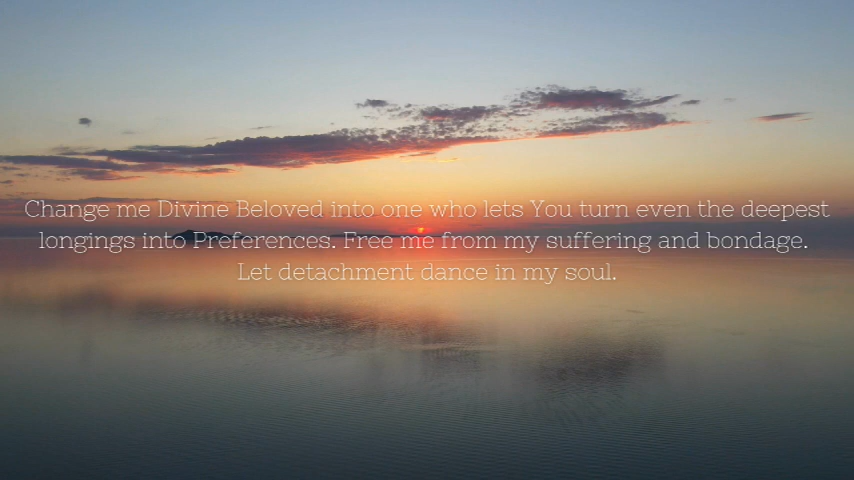 Change me Divine Beloved into one who lets You turn even the deepest
longings into Preferences. Free me from my suffering and bondage.
Let detachment dance in my soul.